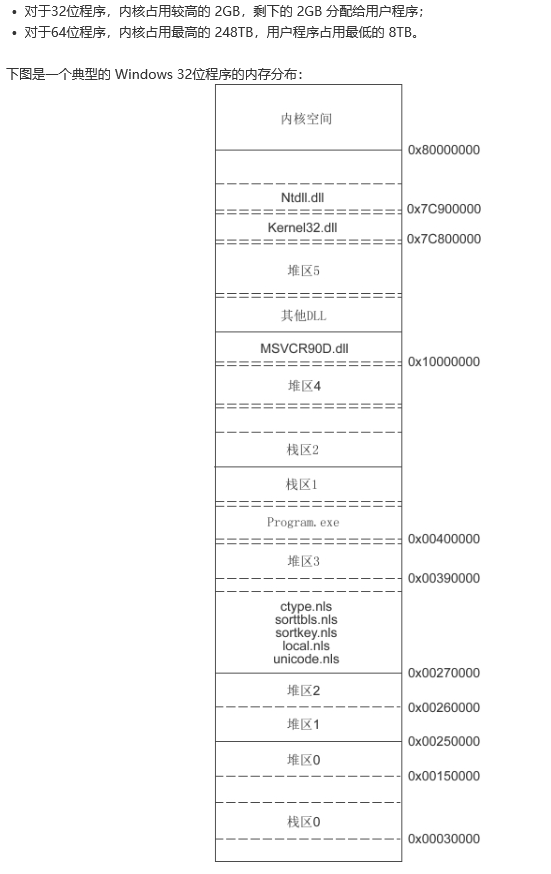 • 对于32位程序，内核占用较高的 2GB，剩下的 2GB 分配给用户程序；
• 对于64位程序，内核占用最高的 248TB，用户程序占用最低的 8TB。
下图是一个典型的 Windows 32位程序的内存分布：
内核空间
0x80000000
Ntdll.dll
0x7C900000
Kernel32.dll
0x7C800000
堆区5
其他DLL
MSVCR90D.dll
0x10000000
堆区4
栈区2
栈区1
Program.exe
0x00400000
堆区3
0x00390000
ctype.nls
sorttbls.nls
sortkey.nls
local.nls
unicode.nls
0x00270000
堆区2
0x00260000
堆区1
0x00250000
堆区0
0x00150000
栈区0
0x00030000